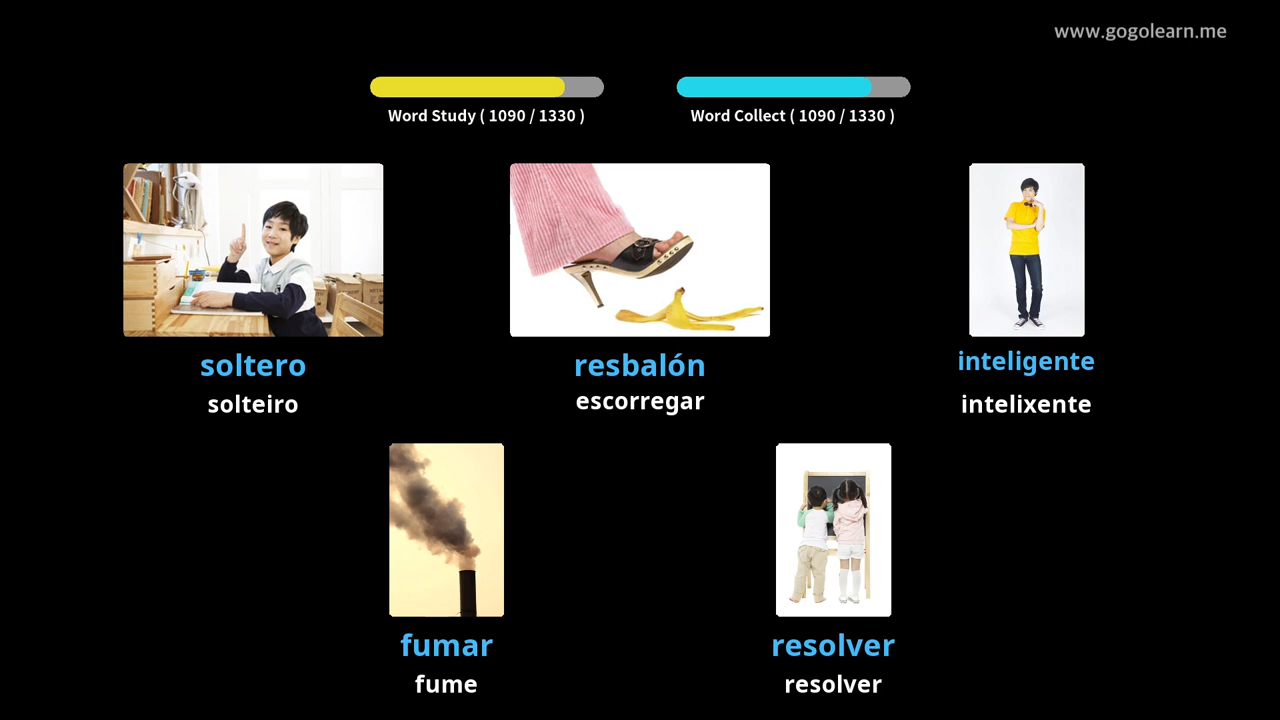 www.gogolearn.me
Word Study ( 1090 / 1330 )
Word Collect ( 1090 / 1330 )
soltero
solteiro
resbalón
escorregar
inteligente
intelixente
fumar
fume
resolver
resolver